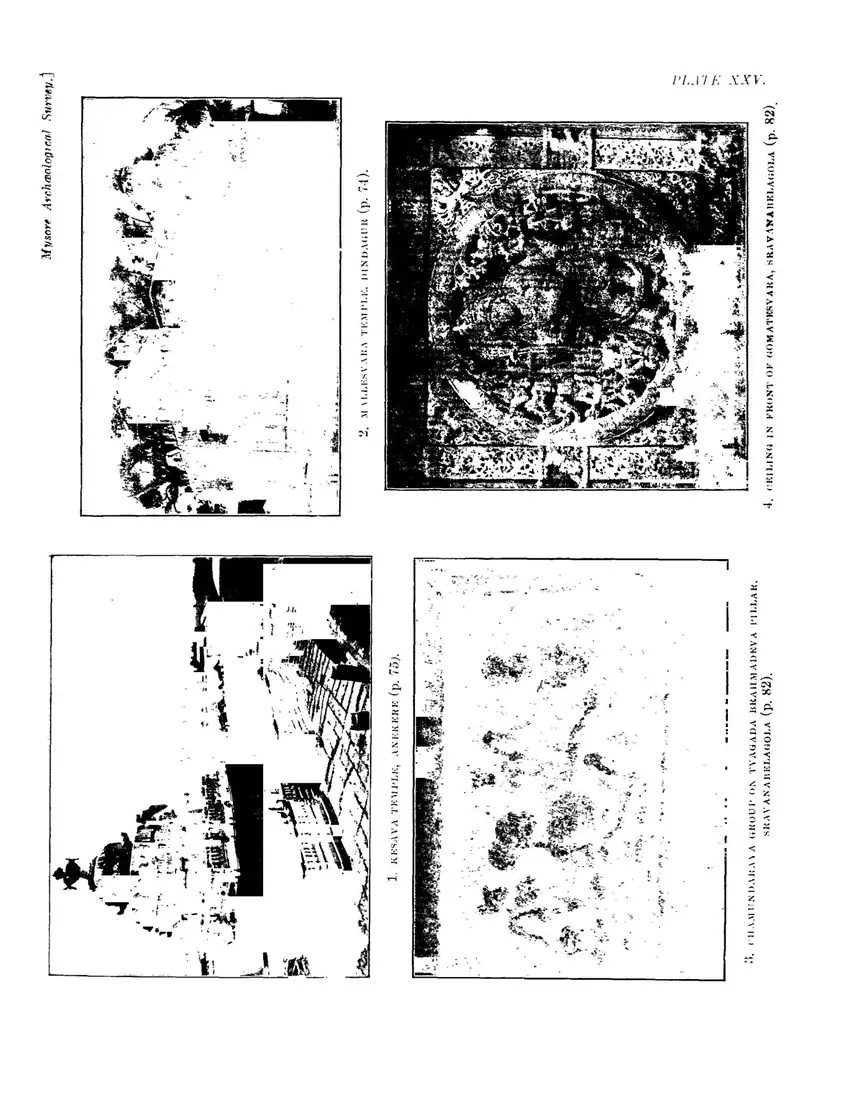 PLATE XXV.
Mysore Archæological Survey.]
1. KESAVA TEMPLE, ANEKERE (p. 75).
2. MALLESVARA TEMPLE, DINDAGUR (p. 74).
3. CHAMUNDARAYA GROUP ON TYAGADA BRAHMADEVA PILLAR,
SRAVANABELAGOLA (p. 82).
4. CEILING IN FRONT OF GOMATESVARA, SRAVANABELAGOLA (p. 82).